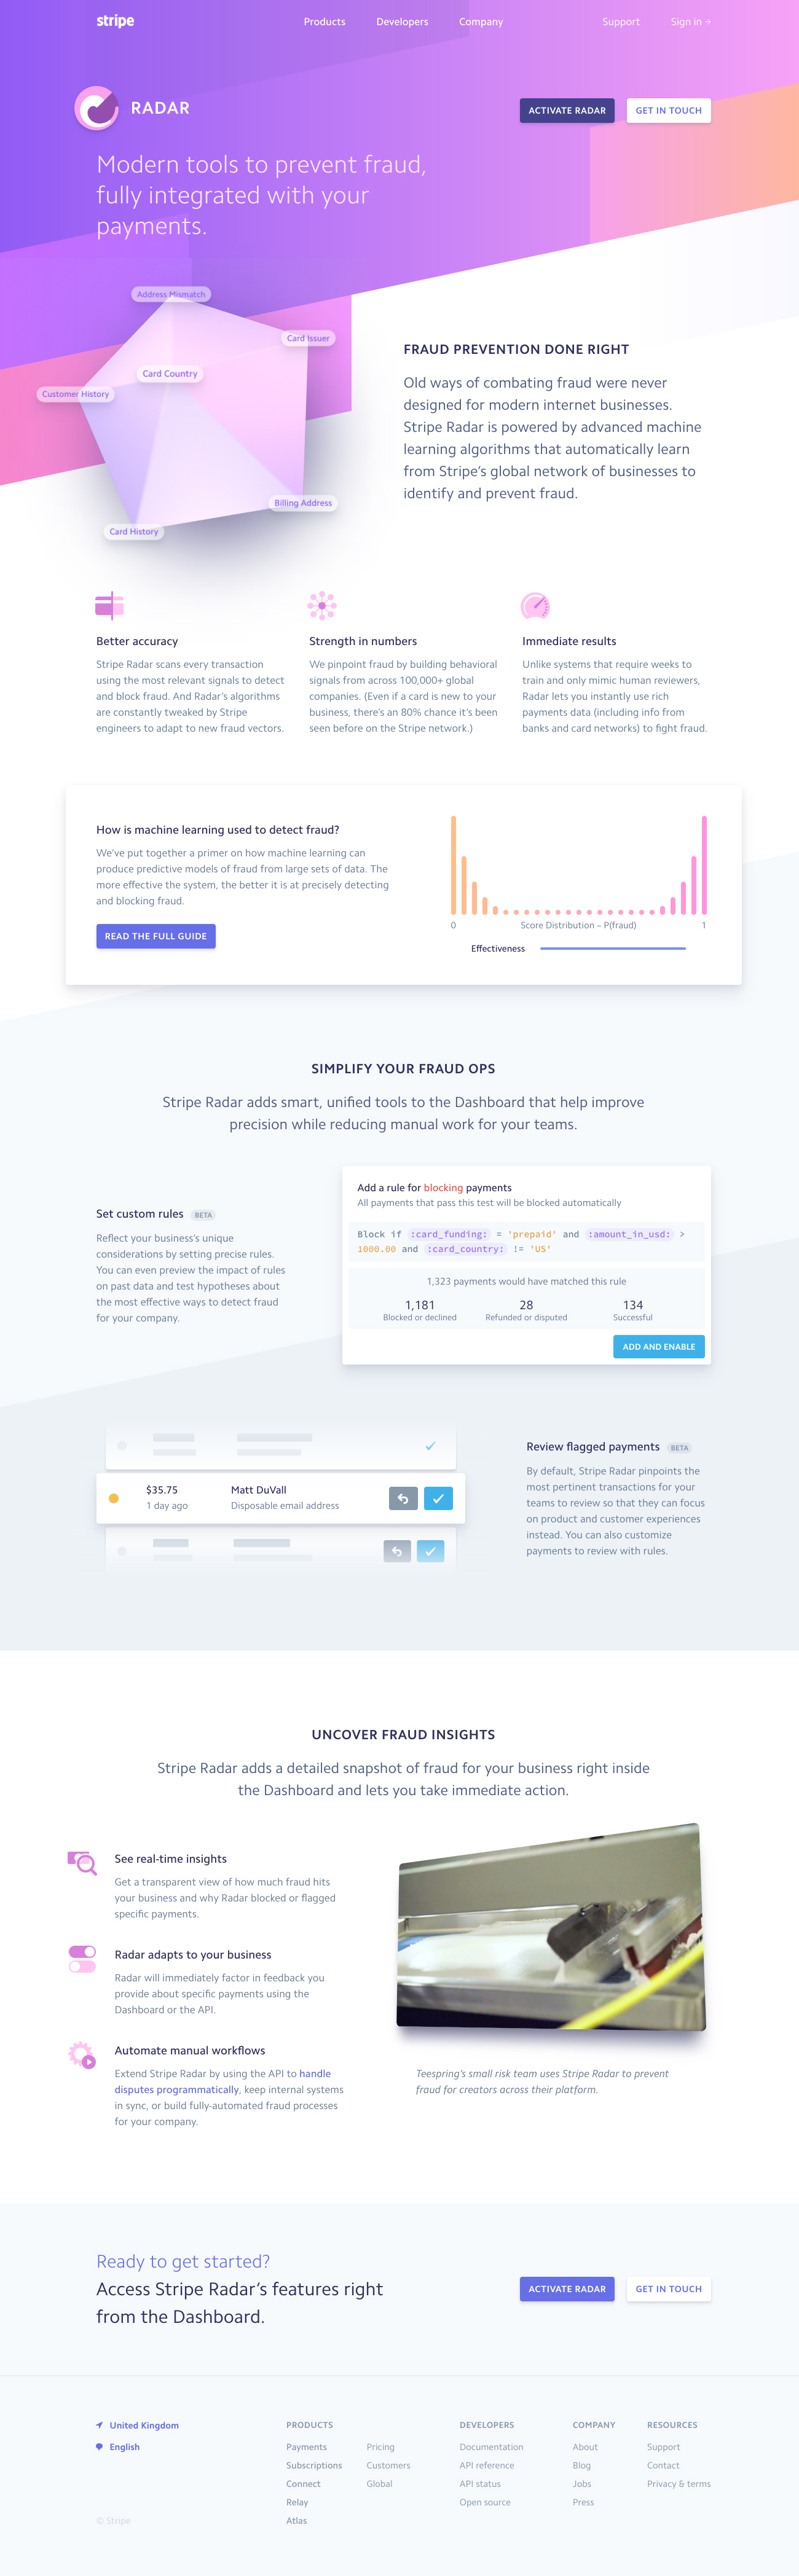 stripe
Products Developers Company Support Sign in →
RADAR
ACTIVATE RADAR GET IN TOUCH
Modern tools to prevent fraud,
fully integrated with your
payments.
Address Mismatch
Card Issuer
Card Country
Customer History
Billing Address
Card History
FRAUD PREVENTION DONE RIGHT
Old ways of combating fraud were never
designed for modern internet businesses.
Stripe Radar is powered by advanced machine
learning algorithms that automatically learn
from Stripe’s global network of businesses to
identify and prevent fraud.
Better accuracy
Stripe Radar scans every transaction
using the most relevant signals to detect
and block fraud. And Radar’s algorithms
are constantly tweaked by Stripe
engineers to adapt to new fraud vectors.
Strength in numbers
We pinpoint fraud by building behavioral
signals from across 100,000+ global
companies. (Even if a card is new to your
business, there’s an 80% chance it’s been
seen before on the Stripe network.)
Immediate results
Unlike systems that require weeks to
train and only mimic human reviewers,
Radar lets you instantly use rich
payments data (including info from
banks and card networks) to fight fraud.
How is machine learning used to detect fraud?
We’ve put together a primer on how machine learning can
produce predictive models of fraud from large sets of data. The
more effective the system, the better it is at precisely detecting
and blocking fraud.
READ THE FULL GUIDE
0 Score Distribution – P(fraud) 1
Effectiveness
SIMPLIFY YOUR FRAUD OPS
Stripe Radar adds smart, unified tools to the Dashboard that help improve
precision while reducing manual work for your teams.
Set custom rules BETA
Reflect your business’s unique
considerations by setting precise rules.
You can even preview the impact of rules
on past data and test hypotheses about
the most effective ways to detect fraud
for your company.
Add a rule for blocking payments
All payments that pass this test will be blocked automatically
Block if :card_funding: = 'prepaid' and :amount_in_usd: >
1000.00 and :card_country: != 'US'
1,323 payments would have matched this rule
1,181 28 134
Blocked or declined Refunded or disputed Successful
ADD AND ENABLE
$35.75 Matt DuVall
1 day ago Disposable email address
Review flagged payments BETA
By default, Stripe Radar pinpoints the
most pertinent transactions for your
teams to review so that they can focus
on product and customer experiences
instead. You can also customize
payments to review with rules.
UNCOVER FRAUD INSIGHTS
Stripe Radar adds a detailed snapshot of fraud for your business right inside
the Dashboard and lets you take immediate action.
See real-time insights
Get a transparent view of how much fraud hits
your business and why Radar blocked or flagged
specific payments.
Radar adapts to your business
Radar will immediately factor in feedback you
provide about specific payments using the
Dashboard or the API.
Automate manual workflows
Extend Stripe Radar by using the API to handle
disputes programmatically, keep internal systems
in sync, or build fully-automated fraud processes
for your company.
Teespring’s small risk team uses Stripe Radar to prevent
fraud for creators across their platform.
Ready to get started?
Access Stripe Radar’s features right
from the Dashboard.
ACTIVATE RADAR GET IN TOUCH
United Kingdom
English
© Stripe
PRODUCTS
Payments Pricing
Subscriptions Customers
Connect Global
Relay
Atlas
DEVELOPERS
Documentation
API reference
API status
Open source
COMPANY
About
Blog
Jobs
Press
RESOURCES
Support
Contact
Privacy & terms